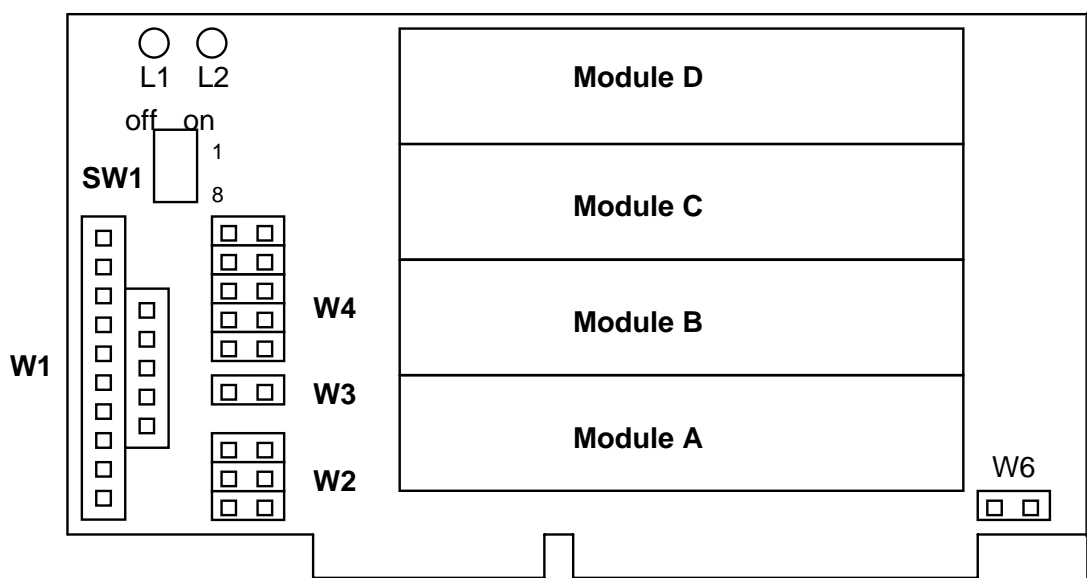 L1 L2
Module D
off on
1
SW1
8
Module C
W4
Module B
W1
W3
Module A
W6
W2